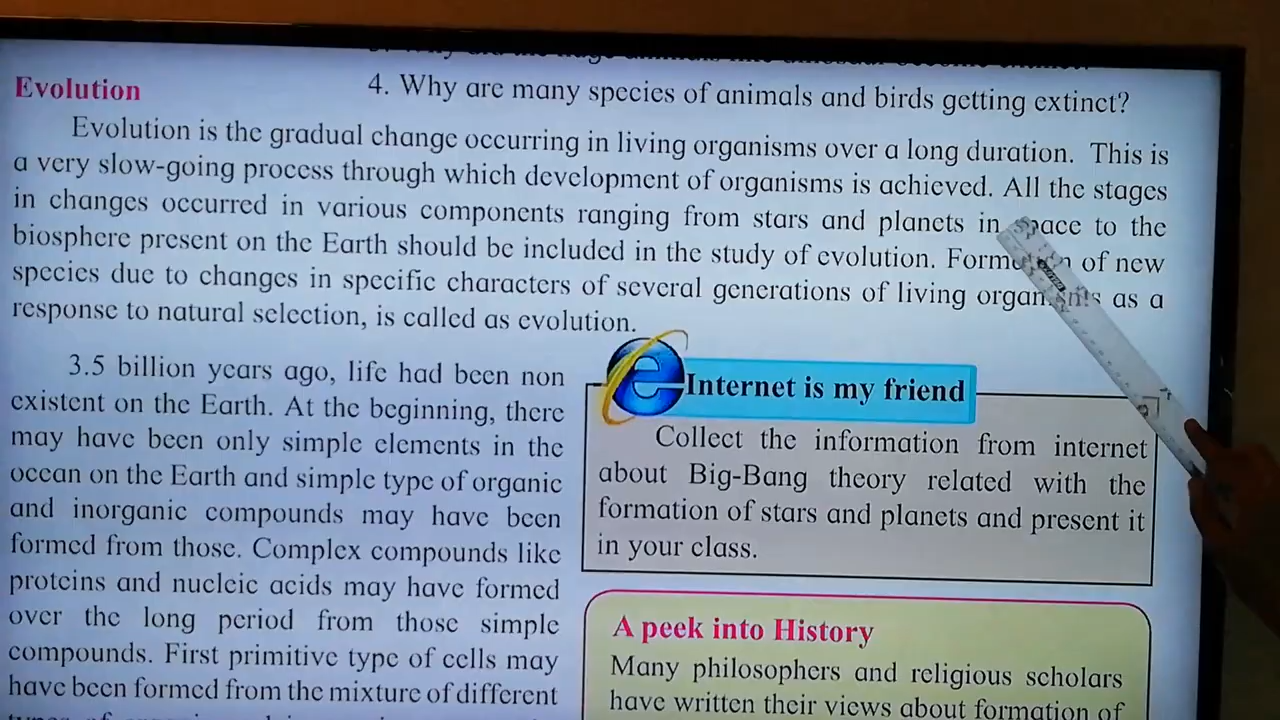 4. Why are many species of animals and birds getting extinct?
Evolution
Evolution is the gradual change occurring in living organisms over a long duration. This is
a very slow-going process through which development of organisms is achieved. All the stages
in changes occurred in various components ranging from stars and planets in space to the
biosphere present on the Earth should be included in the study of evolution. Formation of new
species due to changes in specific characters of several generations of living organisms as a
response to natural selection, is called as evolution.
3.5 billion years ago, life had been non
existent on the Earth. At the beginning, there
may have been only simple elements in the
ocean on the Earth and simple type of organic
and inorganic compounds may have been
formed from those. Complex compounds like
proteins and nucleic acids may have formed
over the long period from those simple
compounds. First primitive type of cells may
have been formed from the mixture of different
Internet is my friend
Collect the information from internet
about Big-Bang theory related with the
formation of stars and planets and present it
in your class.
A peek into History
Many philosophers and religious scholars
have written their views about formation of